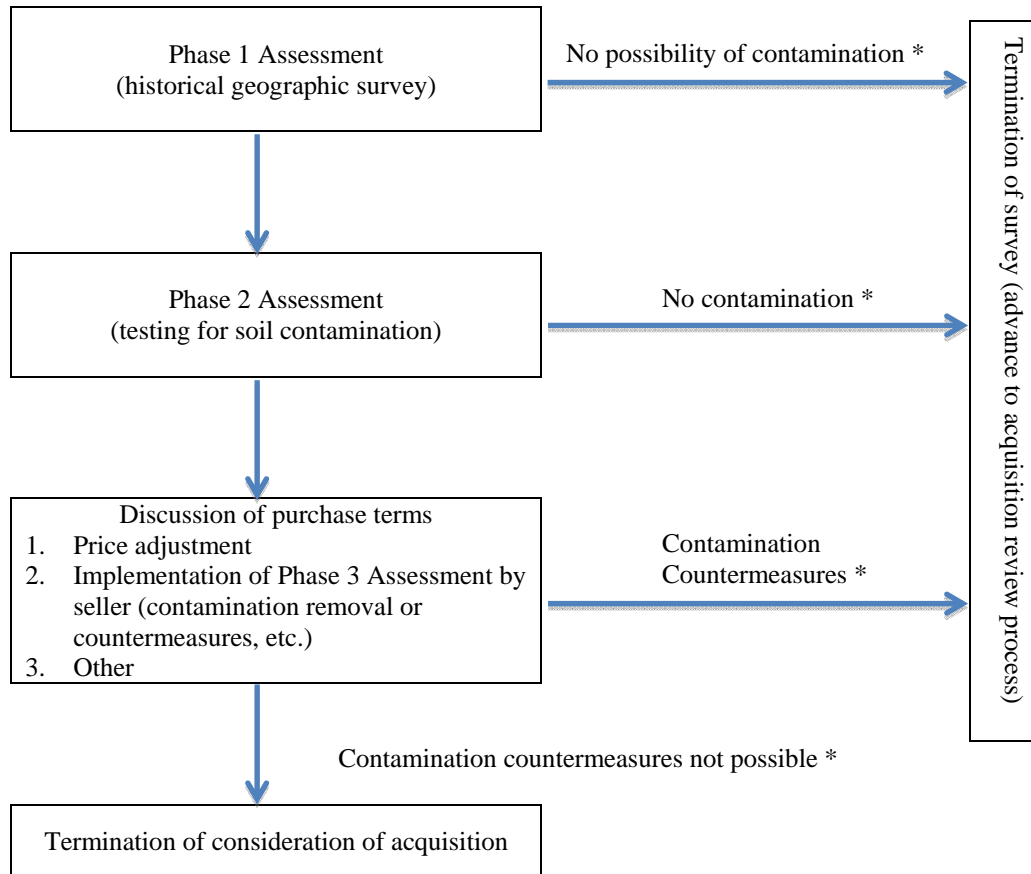 Phase 1 Assessment
(historical geographic survey)
No possibility of contamination *
Termination of survey (advance to acquisition review process)
Phase 2 Assessment
(testing for soil contamination)
No contamination *
Discussion of purchase terms
1. Price adjustment
2. Implementation of Phase 3 Assessment by
seller (contamination removal or
countermeasures, etc.)
3. Other
Contamination
Countermeasures *
Contamination countermeasures not possible *
Termination of consideration of acquisition